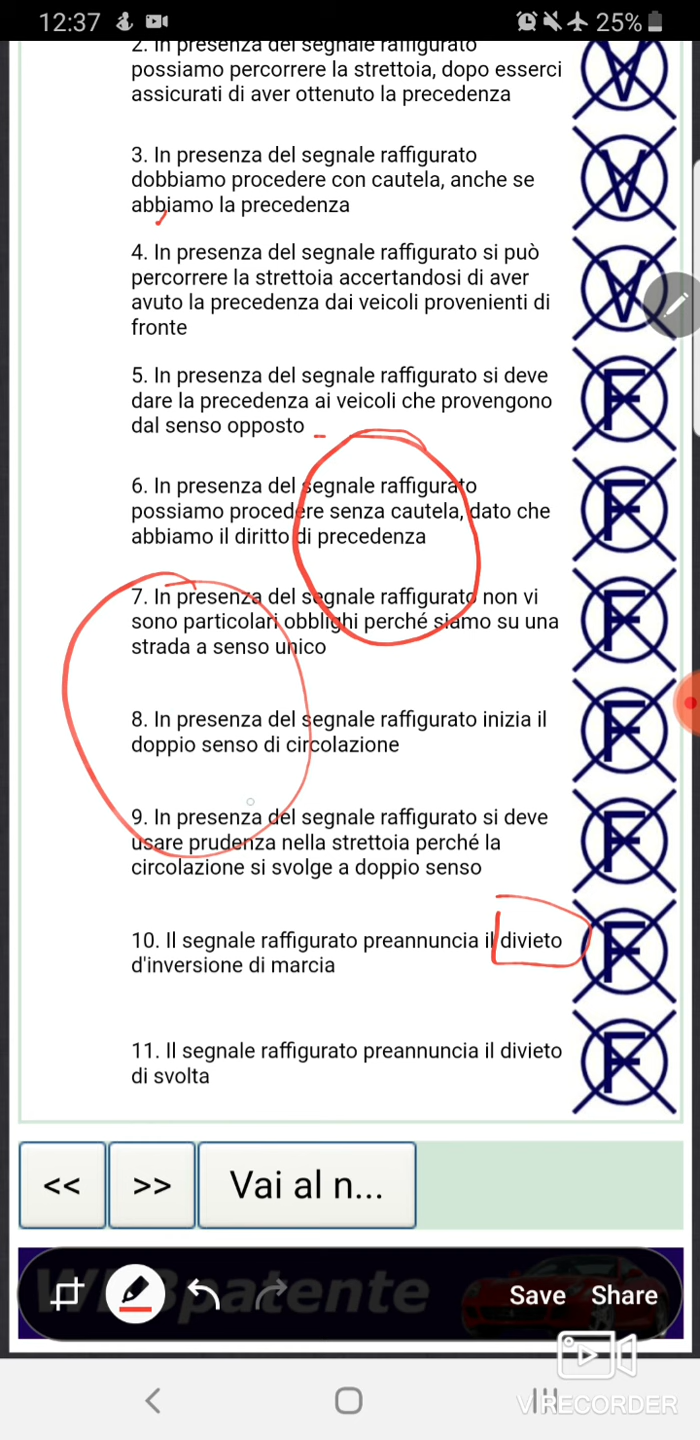 12:37
25%
2. In presenza del segnale raffigurato
possiamo percorrere la strettoia, dopo esserci
assicurati di aver ottenuto la precedenza
V
3. In presenza del segnale raffigurato
dobbiamo procedere con cautela, anche se
abbiamo la precedenza
V
4. In presenza del segnale raffigurato si può
percorrere la strettoia accertandosi di aver
avuto la precedenza dai veicoli provenienti di
fronte
V
5. In presenza del segnale raffigurato si deve
dare la precedenza ai veicoli che provengono
dal senso opposto
F
6. In presenza del segnale raffigurato
possiamo procedere senza cautela, dato che
abbiamo il diritto di precedenza
F
7. In presenza del segnale raffigurato non vi
sono particolari obblighi perché siamo su una
strada a senso unico
F
8. In presenza del segnale raffigurato inizia il
doppio senso di circolazione
F
9. In presenza del segnale raffigurato si deve
usare prudenza nella strettoia perché la
circolazione si svolge a doppio senso
F
10. Il segnale raffigurato preannuncia il divieto
d'inversione di marcia
F
11. Il segnale raffigurato preannuncia il divieto
di svolta
F
<< >> Vai al n...
WEBpatente
Save Share
VIRECORDER